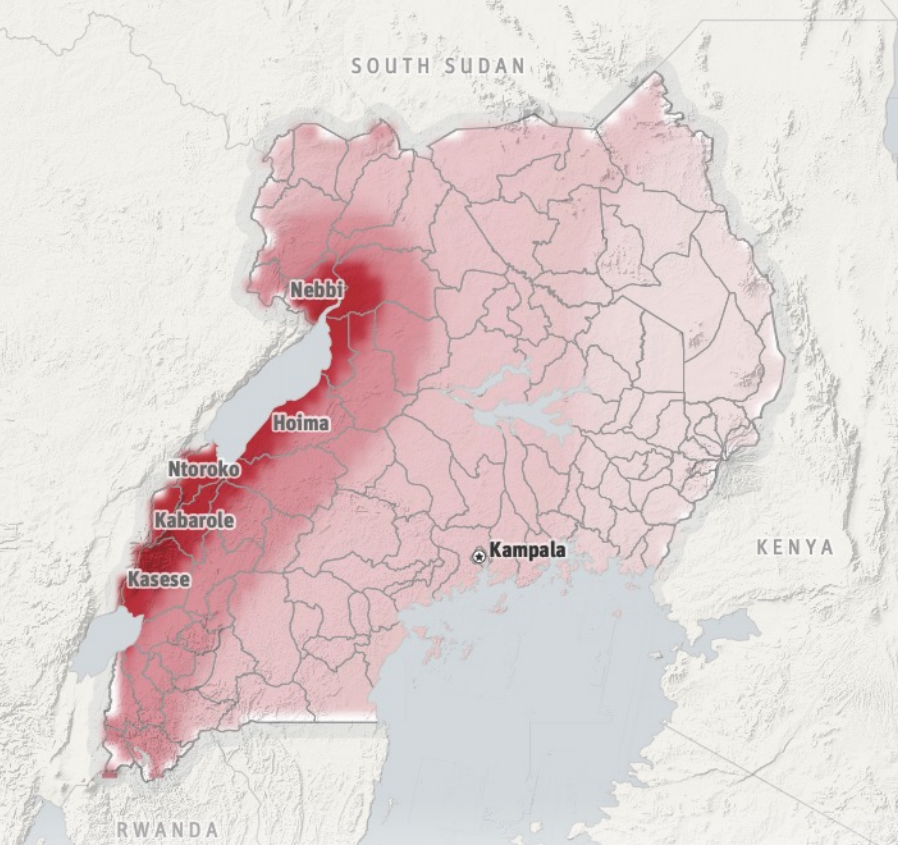 SOUTH SUDAN
Nebbi
Hoima
Ntoroko
Kabarole
Kampala
KENYA
Kasese
RWANDA